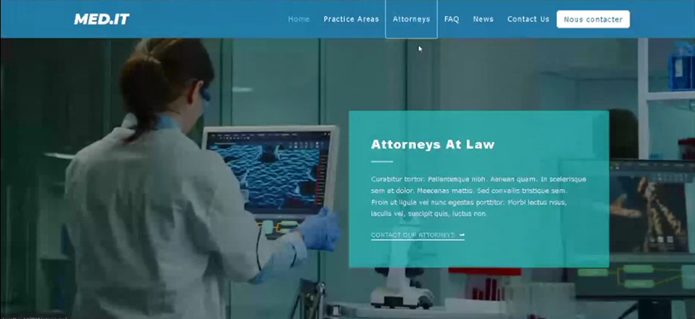 MED.IT
Home Practice Areas Attorneys FAQ News Contact Us Nous contacter
Attorneys At Law
Curabitur tortor. Pellentesque nibh. Aenean quam. In scelerisque
sem at dolor. Maecenas mattis. Sed convallis tristique sem.
Proin ut ligula vel nunc egestas porttitor. Morbi lectus risus,
iaculis vel, suscipit quis, luctus non.
CONTACT OUR ATTORNEYS →